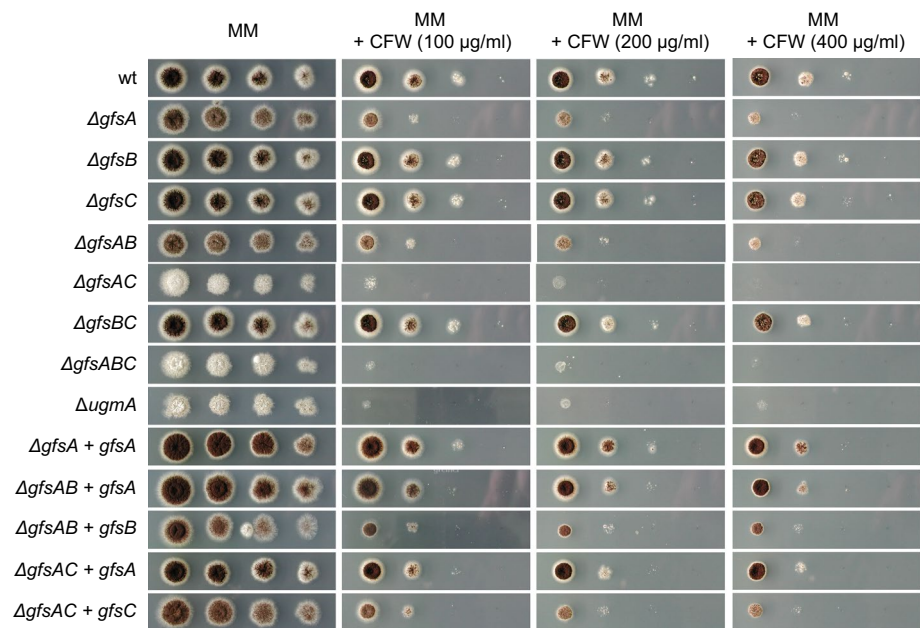 MM
MM
+ CFW (100 µg/ml)
MM
+ CFW (200 µg/ml)
MM
+ CFW (400 µg/ml)
wt
ΔgfsA
ΔgfsB
ΔgfsC
ΔgfsAB
ΔgfsAC
ΔgfsBC
ΔgfsABC
ΔugmA
ΔgfsA + gfsA
ΔgfsAB + gfsA
ΔgfsAB + gfsB
ΔgfsAC + gfsA
ΔgfsAC + gfsC